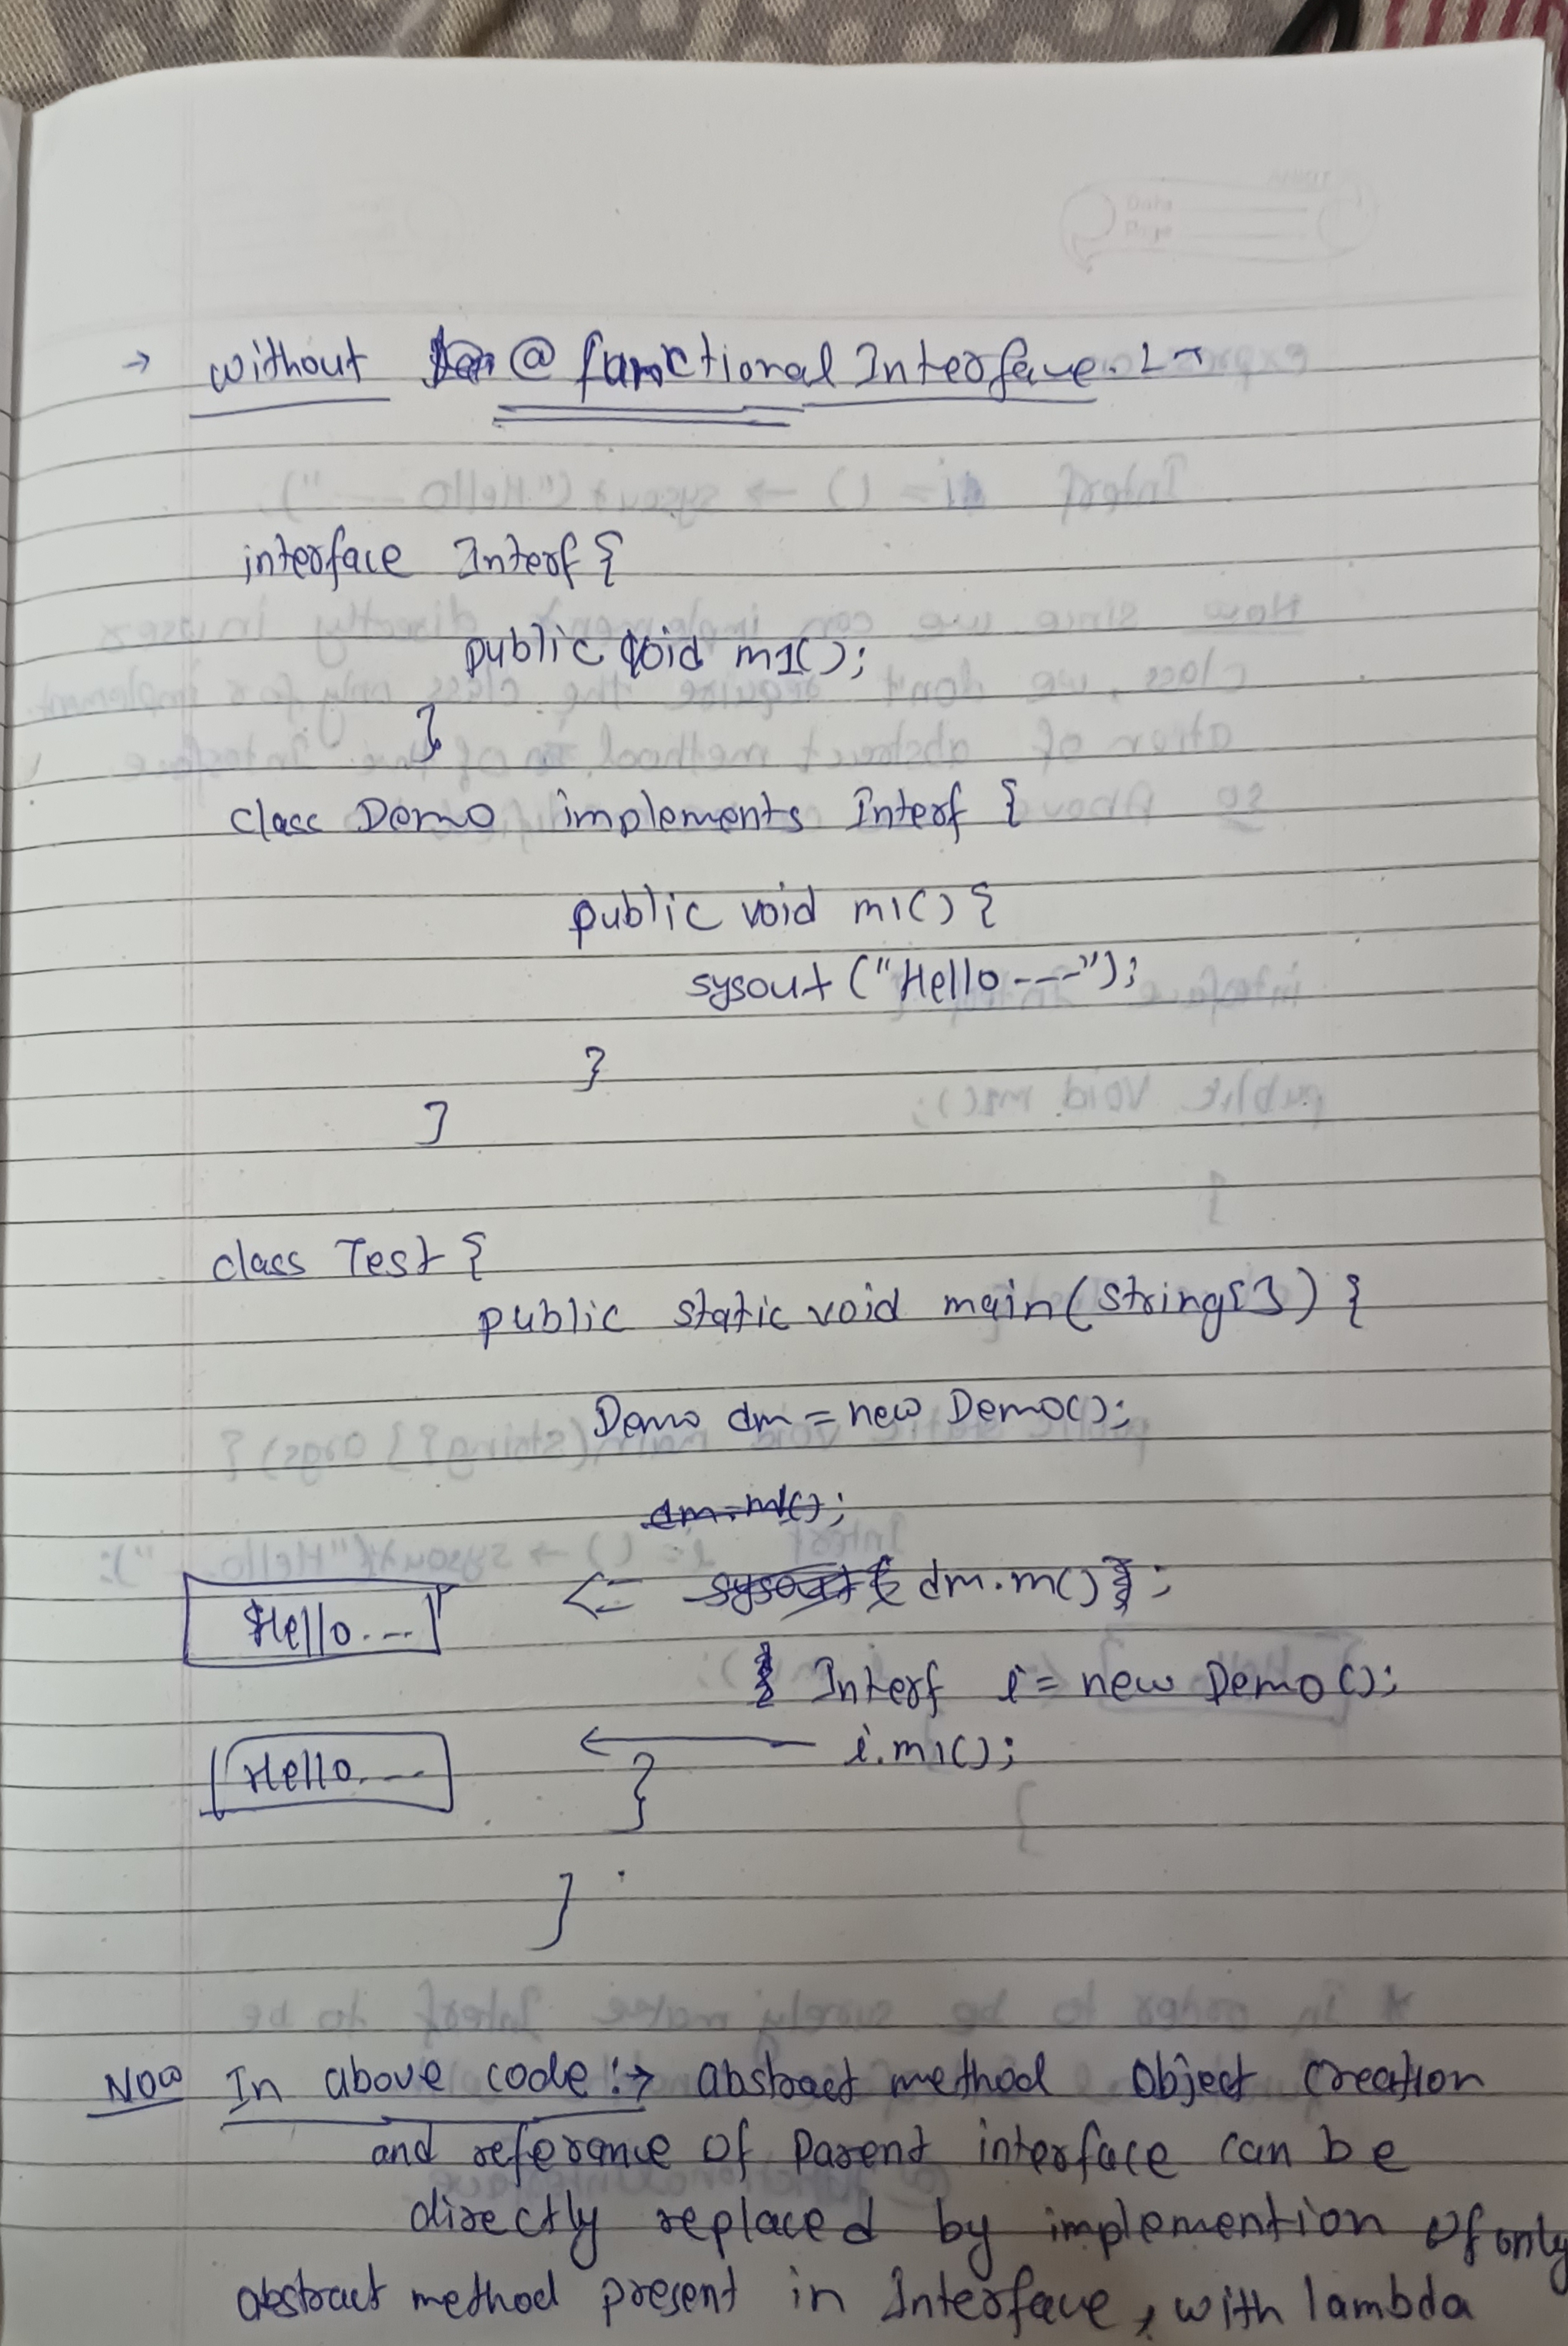 → without @ functional Interface :→
interface Interf {
public void m1();
}
class Demo implements Interf {
public void m1() {
sysout ("Hello ---");
}
}
class Test {
public static void main(string[]) {
Demo dm = new Demo();
dm.m1();
Hello... <= sysout ( dm.m() };
Interf i = new Demo();
Hello.... ← i.m1();
}
}
Now In above code :→ abstract method Object creation
and referance of parent interface can be
directly replaced by implemention of only
abstract method present in Interface, with lambda